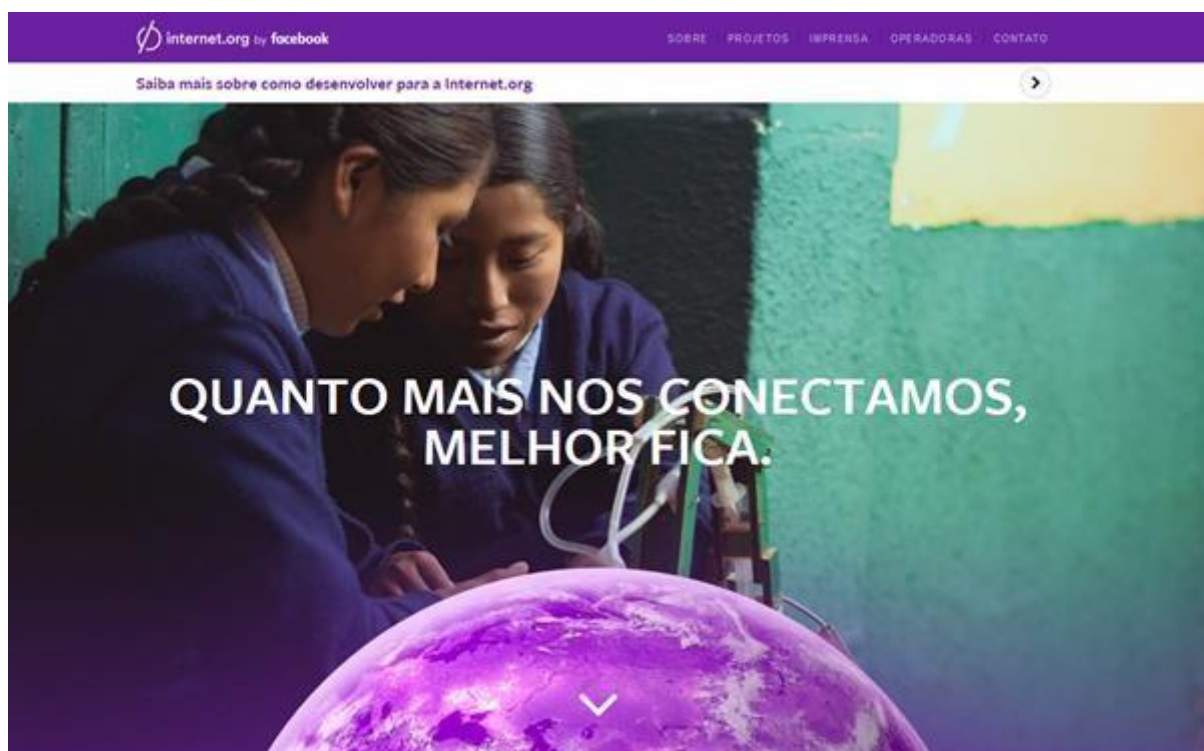 internet.org by facebook
SOBRE PROJETOS IMPRENSA OPERADORAS CONTATO
Saiba mais sobre como desenvolver para a Internet.org
QUANTO MAIS NOS CONECTAMOS,
MELHOR FICA.